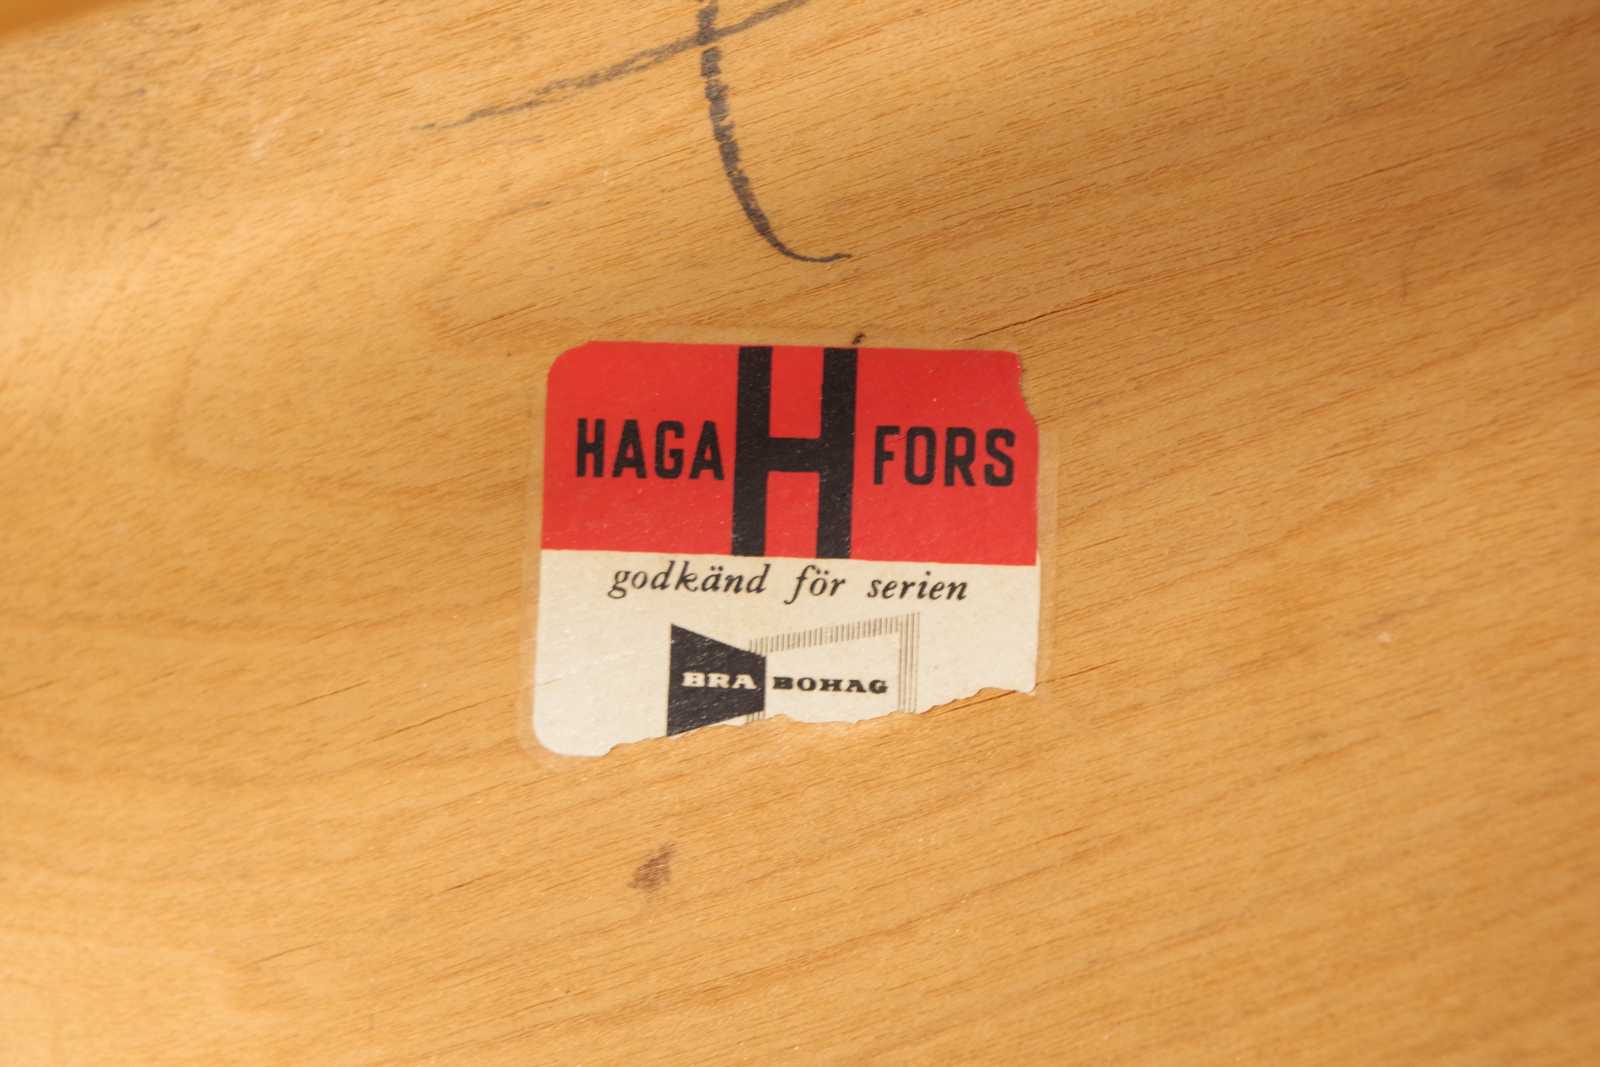 HAGA H FORS
godkänd för serien
BRA BOHAG